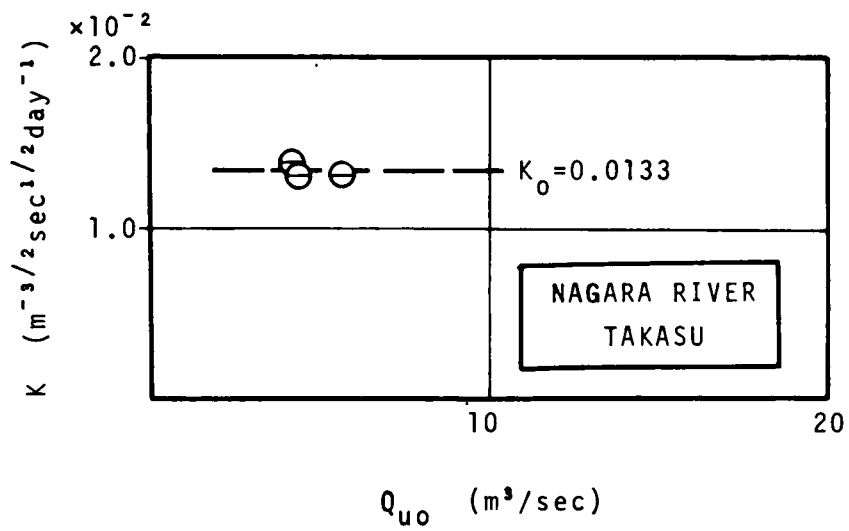 ×10⁻²
2.0
K₀=0.0133
1.0
K (m⁻³/²sec¹/²day⁻¹)
NAGARA RIVER
TAKASU
10
20
Quo (m³/sec)